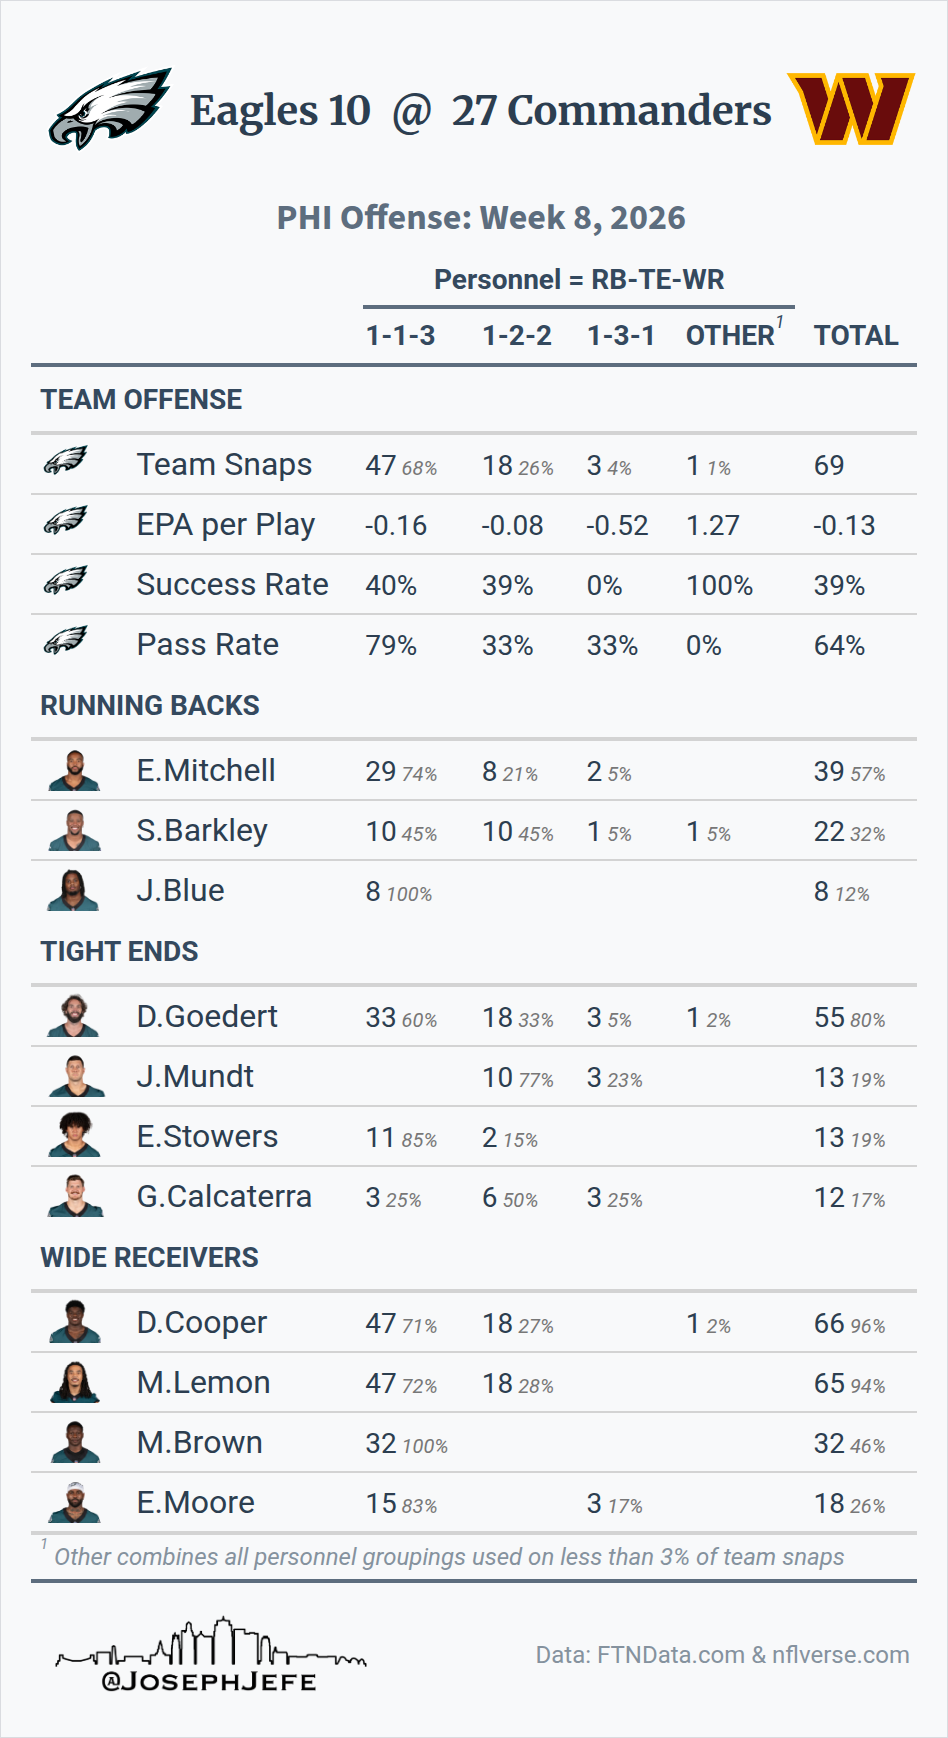 Eagles 10 @ 27 Commanders
PHI Offense: Week 8, 2026
Personnel = RB-TE-WR
1-1-3 1-2-2 1-3-1 OTHER1 TOTAL
TEAM OFFENSE
Team Snaps 47 68% 18 26% 3 4% 1 1% 69
EPA per Play -0.16 -0.08 -0.52 1.27 -0.13
Success Rate 40% 39% 0% 100% 39%
Pass Rate 79% 33% 33% 0% 64%
RUNNING BACKS
E.Mitchell 29 74% 8 21% 2 5% 39 57%
S.Barkley 10 45% 10 45% 1 5% 1 5% 22 32%
J.Blue 8 100% 8 12%
TIGHT ENDS
D.Goedert 33 60% 18 33% 3 5% 1 2% 55 80%
J.Mundt 10 77% 3 23% 13 19%
E.Stowers 11 85% 2 15% 13 19%
G.Calcaterra 3 25% 6 50% 3 25% 12 17%
WIDE RECEIVERS
D.Cooper 47 71% 18 27% 1 2% 66 96%
M.Lemon 47 72% 18 28% 65 94%
M.Brown 32 100% 32 46%
E.Moore 15 83% 3 17% 18 26%
1 Other combines all personnel groupings used on less than 3% of team snaps
@JosephJefe
Data: FTNData.com & nflverse.com